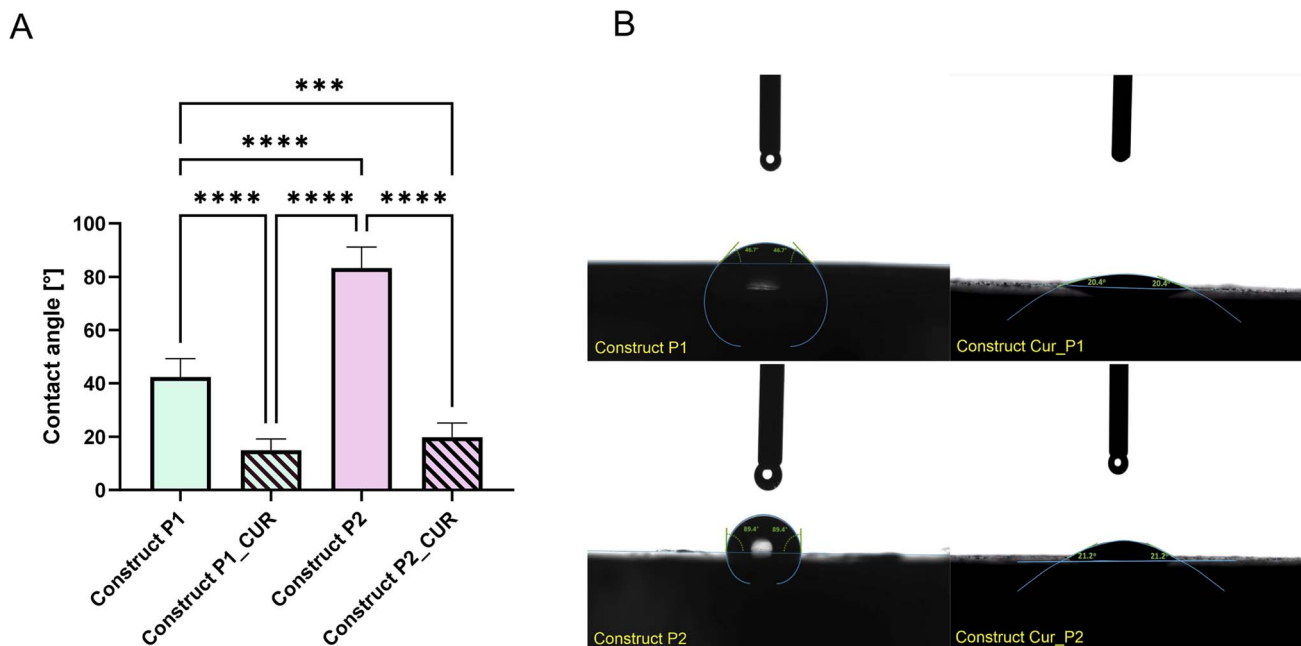 A
B
***
****
**** **** ****
100
80
60
40
20
0
Contact angle [°]
Construct P1
Construct P1_CUR
Construct P2
Construct P2_CUR
46.7° 46.7°
Construct P1
20.4° 20.4°
Construct Cur_P1
89.4° 89.4°
Construct P2
21.2° 21.2°
Construct Cur_P2